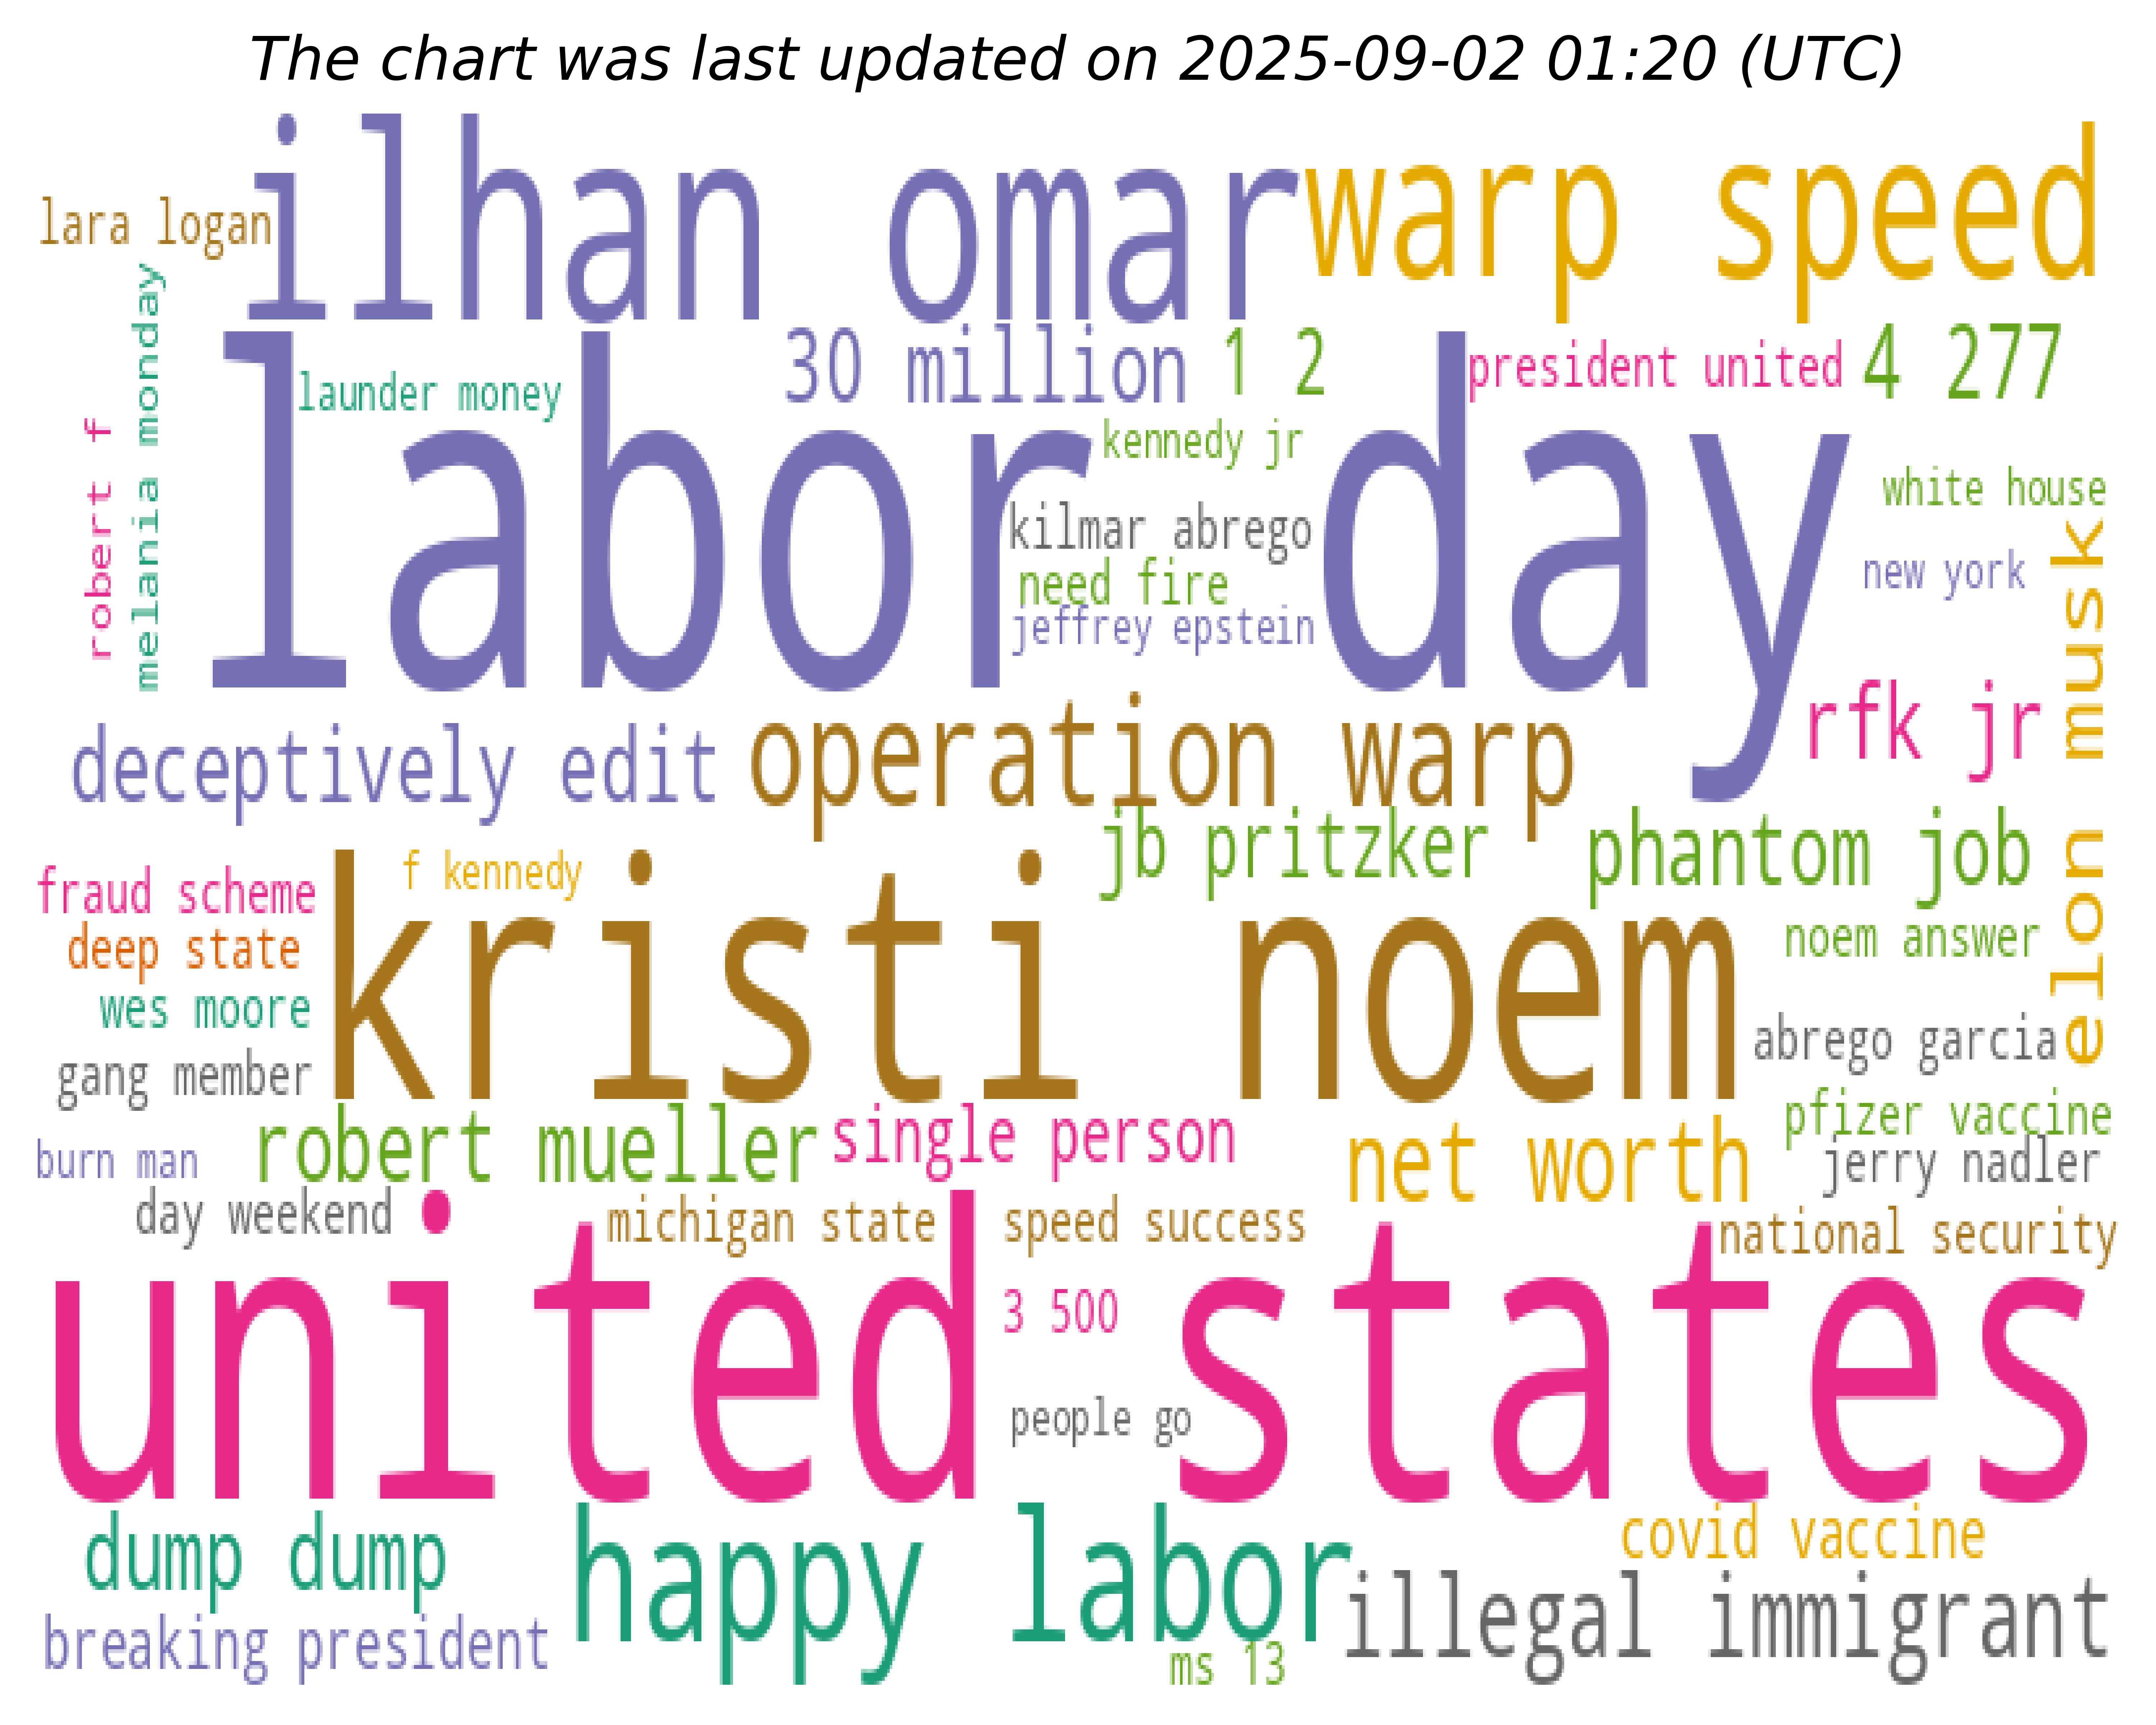 The chart was last updated on 2025-09-02 01:20 (UTC)
ilhan omar
warp speed
lara logan
melania monday
robert f
30 million
1 2
president united
4 277
launder money
labor day
kennedy jr
white house
kilmar abrego
new york
need fire
jeffrey epstein
elon musk
rfk jr
deceptively edit
operation warp
jb pritzker
phantom job
fraud scheme
f kennedy
kristi noem
deep state
noem answer
wes moore
abrego garcia
gang member
pfizer vaccine
robert mueller
single person
net worth
burn man
jerry nadler
day weekend
michigan state
speed success
national security
united states
3 500
people go
dump dump
happy labor
covid vaccine
illegal immigrant
breaking president
ms 13